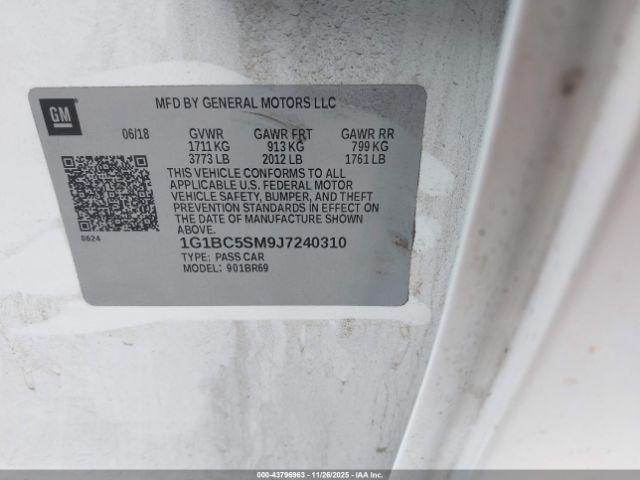 GM
MFD BY GENERAL MOTORS LLC
06/18 GVWR GAWR FRT GAWR RR
1711 KG 913 KG 799 KG
3773 LB 2012 LB 1761 LB
THIS VEHICLE CONFORMS TO ALL
APPLICABLE U.S. FEDERAL MOTOR
VEHICLE SAFETY, BUMPER, AND THEFT
PREVENTION STANDARDS IN EFFECT ON
THE DATE OF MANUFACTURE SHOWN
ABOVE.
0624
1G1BC5SM9J7240310
TYPE: PASS CAR
MODEL: 901BR69
000-43796963 - 11/26/2025 - IAAI.CA